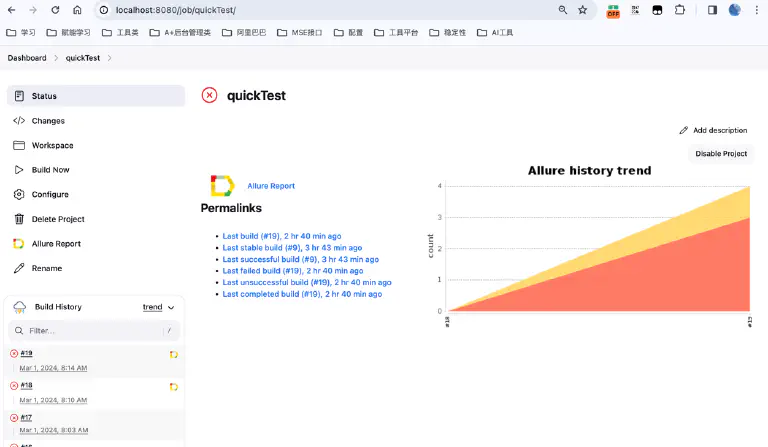 localhost:8080/job/quickTest/
OFF
学习 赋能学习 工具类 A+后台管理类 阿里巴巴 MSE接口 配置 工具平台 稳定性 AI工具
Dashboard quickTest
Status
Changes
Workspace
Build Now
Configure
Delete Project
Allure Report
Rename
Build History trend
Filter... /
#19
Mar 1, 2024, 8:14 AM
#18
Mar 1, 2024, 8:10 AM
#17
Mar 1, 2024, 8:03 AM
quickTest
Add description
Disable Project
Allure Report
Permalinks
Last build (#19), 2 hr 40 min ago
Last stable build (#9), 3 hr 43 min ago
Last successful build (#9), 3 hr 43 min ago
Last failed build (#19), 2 hr 40 min ago
Last unsuccessful build (#19), 2 hr 40 min ago
Last completed build (#19), 2 hr 40 min ago
Allure history trend
count
4
3
2
1
0
#18
#19